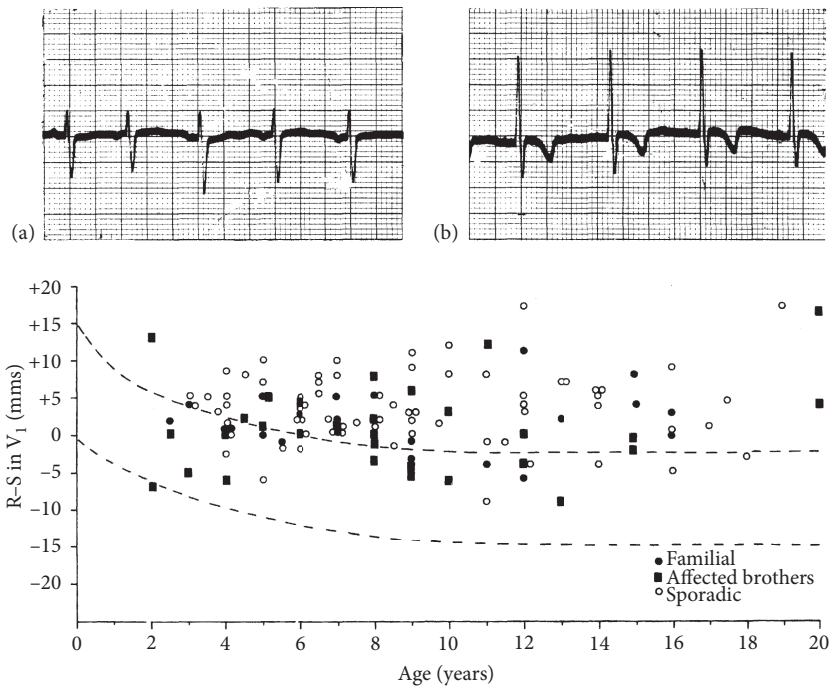 (a)
(b)
+20
+15
+10
+5
0
−5
−10
−15
−20
R–S in V1 (mms)
Familial
Affected brothers
Sporadic
0 2 4 6 8 10 12 14 16 18 20
Age (years)